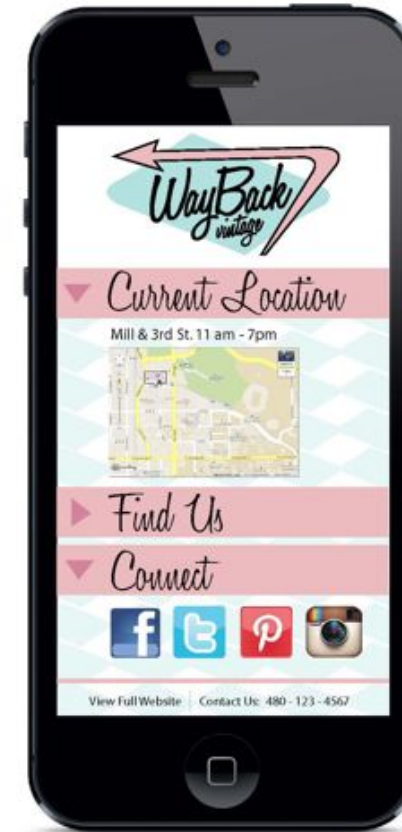 WayBack
vintage
Current Location
Mill & 3rd St. 11 am - 7pm
Find Us
Connect
View Full Website | Contact Us: 480 - 123 - 4567